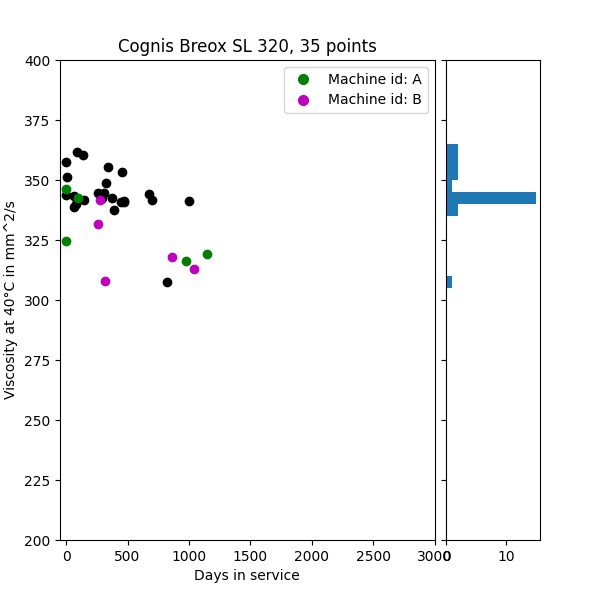 Cognis Breox SL 320, 35 points
Machine id: A
Machine id: B
Viscosity at 40°C in mm^2/s
400
375
350
325
300
275
250
225
200
0 500 1000 1500 2000 2500 3000
0 10
Days in service